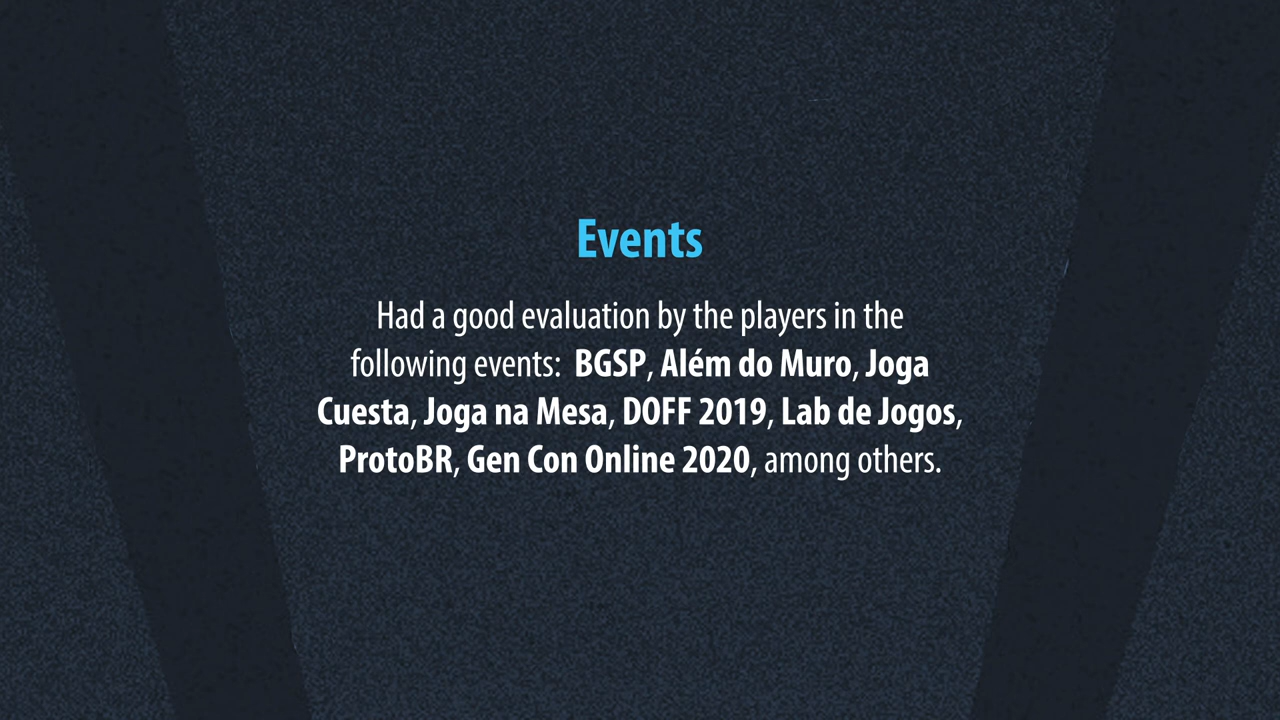 Events
Had a good evaluation by the players in the
following events: BGSP, Além do Muro, Joga
Cuesta, Joga na Mesa, DOFF 2019, Lab de Jogos,
ProtoBR, Gen Con Online 2020, among others.